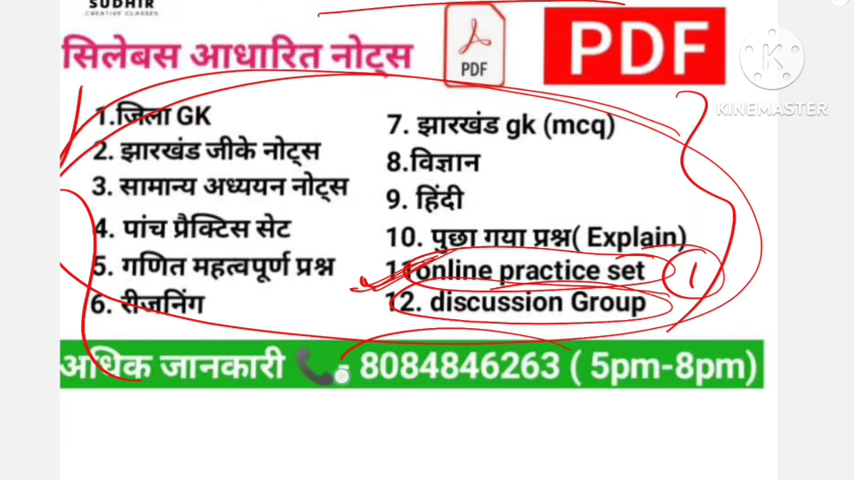 SUDHIR
CREATIVE CLASSES
सिलेबस आधारित नोट्स
PDF
PDF
KINEMASTER
1.जिला GK
2. झारखंड जीके नोट्स
3. सामान्य अध्ययन नोट्स
4. पांच प्रैक्टिस सेट
5. गणित महत्वपूर्ण प्रश्न
6. रीजनिंग
7. झारखंड gk (mcq)
8.विज्ञान
9. हिंदी
10. पुछा गया प्रश्न( Explain)
11online practice set
1
12. discussion Group
अधिक जानकारी 8084846263 ( 5pm-8pm)